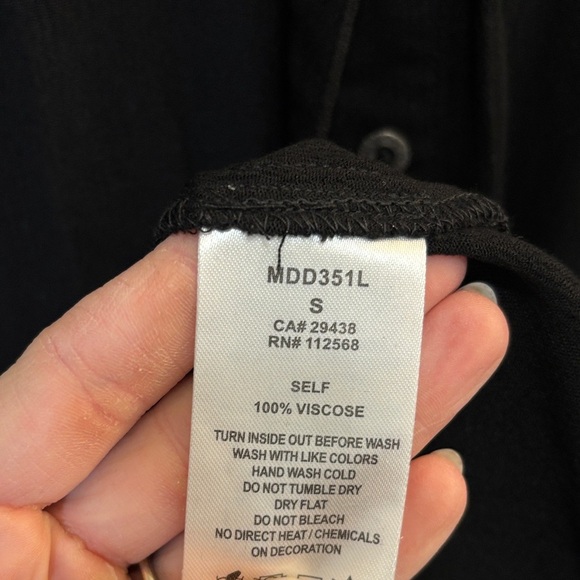 MDD351L
S
CA# 29438
RN# 112568
SELF
100% VISCOSE
TURN INSIDE OUT BEFORE WASH
WASH WITH LIKE COLORS
HAND WASH COLD
DO NOT TUMBLE DRY
DRY FLAT
DO NOT BLEACH
NO DIRECT HEAT / CHEMICALS
ON DECORATION